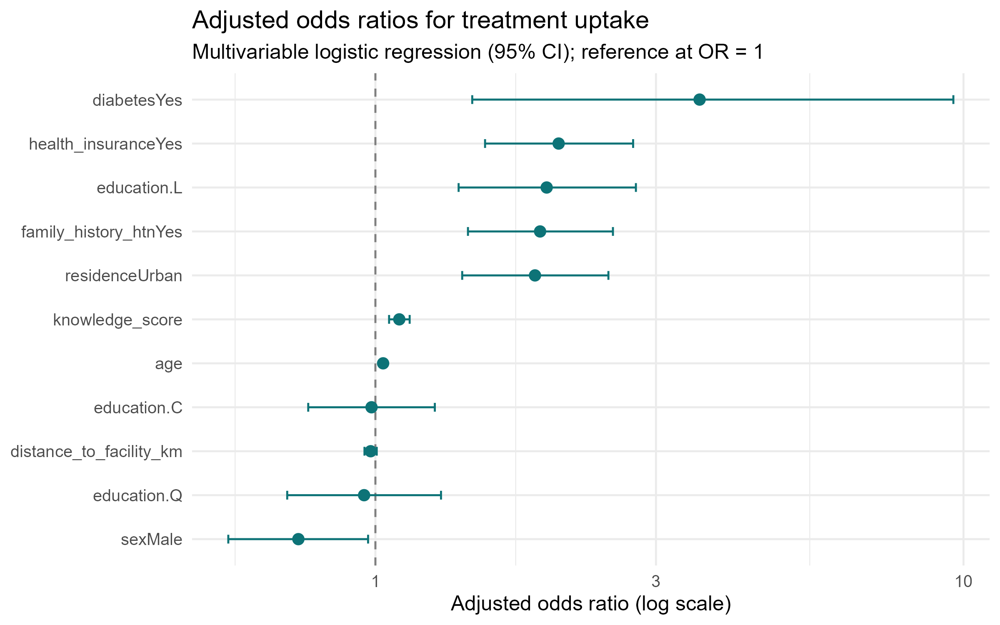 Adjusted odds ratios for treatment uptake
Multivariable logistic regression (95% CI); reference at OR = 1
diabetesYes
health_insuranceYes
education.L
family_history_htnYes
residenceUrban
knowledge_score
age
education.C
distance_to_facility_km
education.Q
sexMale
1 3 10
Adjusted odds ratio (log scale)